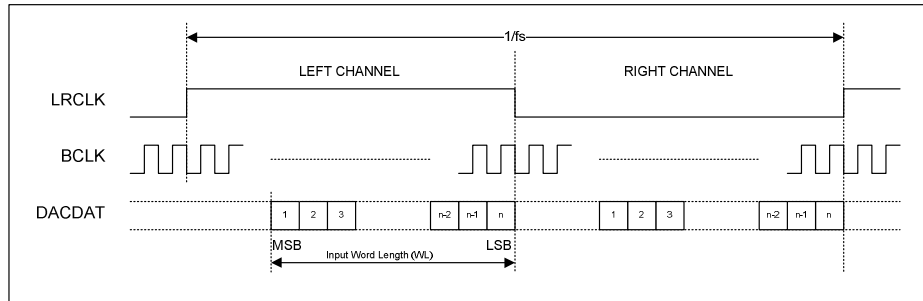 1/fs
LEFT CHANNEL RIGHT CHANNEL
LRCLK
BCLK
DACDAT 1 2 3 n-2 n-1 n 1 2 3 n-2 n-1 n
MSB LSB
Input Word Length (WL)